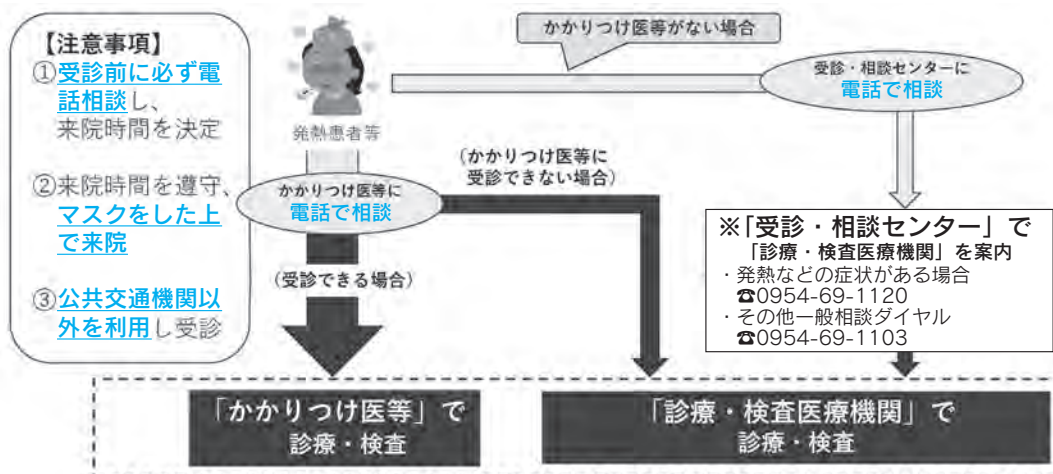 【注意事項】
①受診前に必ず電
話相談し、
来院時間を決定
②来院時間を遵守、
マスクをした上
で来院
③公共交通機関以
外を利用し受診
発熱患者等
かかりつけ医等がない場合
受診・相談センターに
電話で相談
かかりつけ医等に
電話で相談
(かかりつけ医等に
受診できない場合)
(受診できる場合)
※「受診・相談センター」で
「診療・検査医療機関」を案内
・発熱などの症状がある場合
☎0954-69-1120
・その他一般相談ダイヤル
☎0954-69-1103
「かかりつけ医等」で
診療・検査
「診療・検査医療機関」で
診療・検査